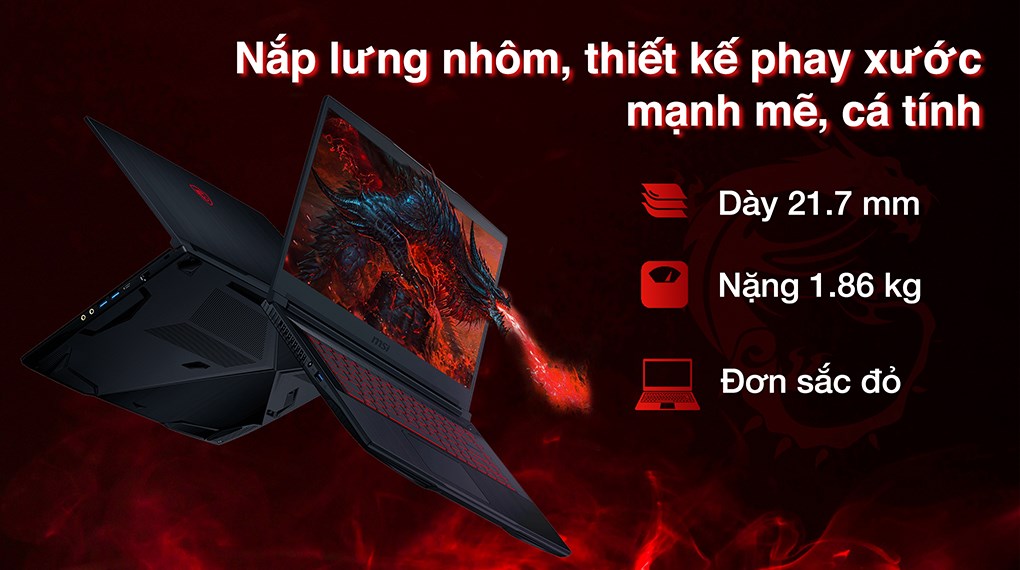 Nắp lưng nhôm, thiết kế phay xước
mạnh mẽ, cá tính
Dày 21.7 mm
Nặng 1.86 kg
Đơn sắc đỏ
msi